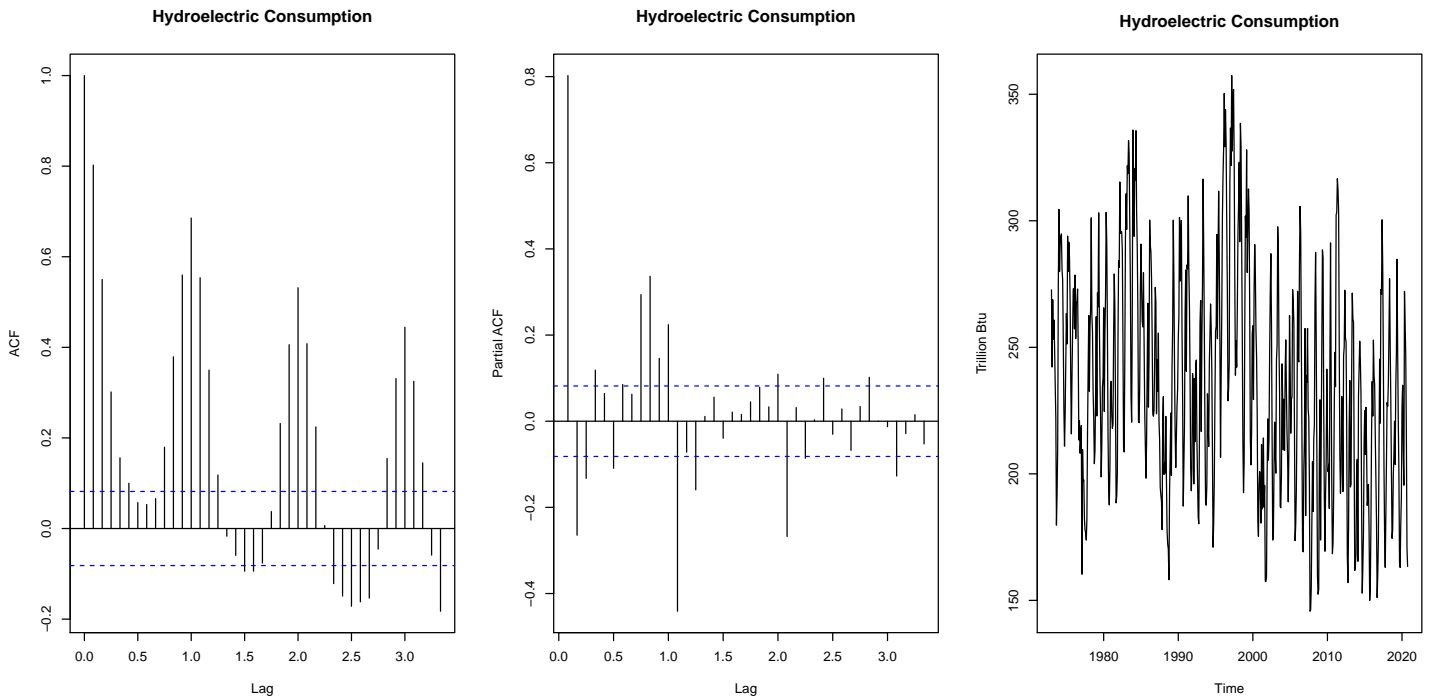 Hydroelectric Consumption
ACF
1.0
0.8
0.6
0.4
0.2
0.0
−0.2
0.0 0.5 1.0 1.5 2.0 2.5 3.0
Lag
Hydroelectric Consumption
Partial ACF
0.8
0.6
0.4
0.2
0.0
−0.2
−0.4
0.0 0.5 1.0 1.5 2.0 2.5 3.0
Lag
Hydroelectric Consumption
Trillion Btu
350
300
250
200
150
1980 1990 2000 2010 2020
Time